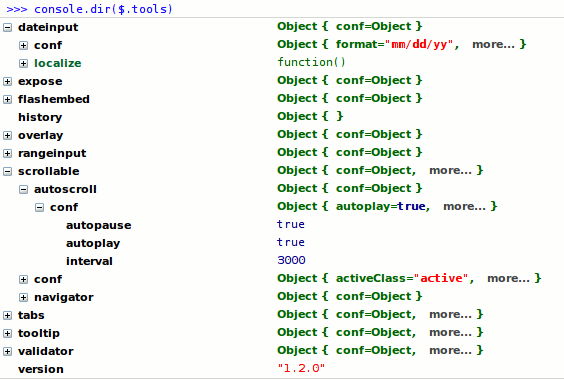 >>> console.dir($.tools)
dateinput Object { conf=Object }
conf Object { format="mm/dd/yy", more... }
localize function()
expose Object { conf=Object }
flashembed Object { conf=Object }
history Object { }
overlay Object { conf=Object }
rangeinput Object { conf=Object }
scrollable Object { conf=Object, more... }
autoscroll Object { conf=Object }
conf Object { autoplay=true, more... }
autopause true
autoplay true
interval 3000
conf Object { activeClass="active", more... }
navigator Object { conf=Object }
tabs Object { conf=Object, more... }
tooltip Object { conf=Object, more... }
validator Object { conf=Object, more... }
version "1.2.0"